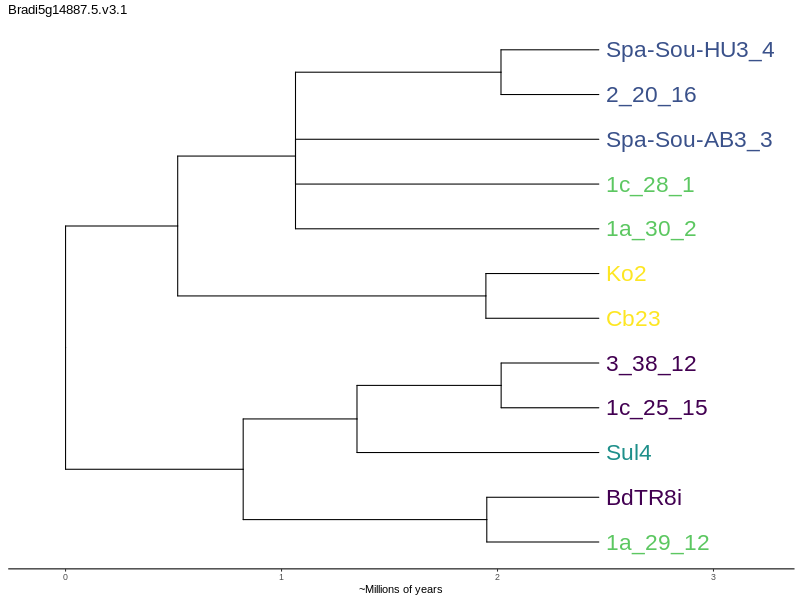 Bradi5g14887.5.v3.1
Spa-Sou-HU3_4
2_20_16
Spa-Sou-AB3_3
1c_28_1
1a_30_2
Ko2
Cb23
3_38_12
1c_25_15
Sul4
BdTR8i
1a_29_12
0 1 2 3
~Millions of years